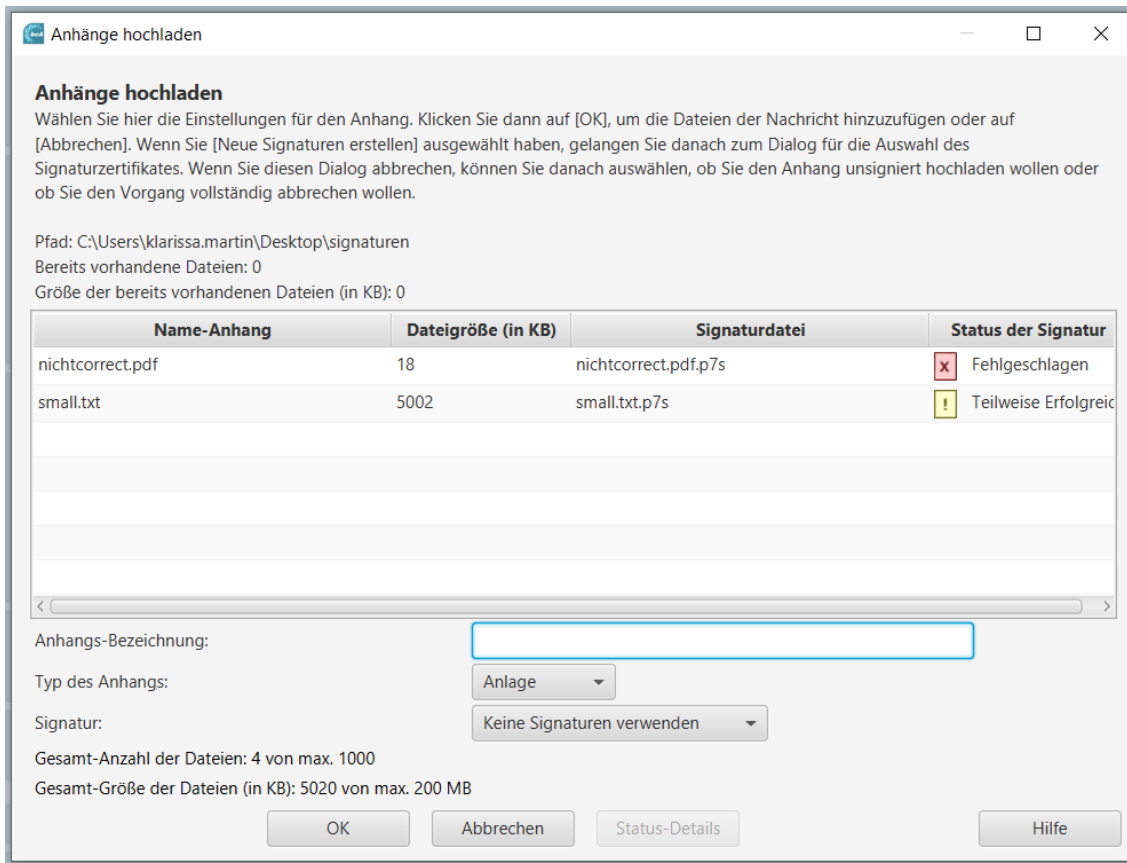 Anhänge hochladen
Anhänge hochladen
Wählen Sie hier die Einstellungen für den Anhang. Klicken Sie dann auf [OK], um die Dateien der Nachricht hinzuzufügen oder auf
[Abbrechen]. Wenn Sie [Neue Signaturen erstellen] ausgewählt haben, gelangen Sie danach zum Dialog für die Auswahl des
Signaturzertifikates. Wenn Sie diesen Dialog abbrechen, können Sie danach auswählen, ob Sie den Anhang unsigniert hochladen wollen oder
ob Sie den Vorgang vollständig abbrechen wollen.
Pfad: C:\Users\klarissa.martin\Desktop\signaturen
Bereits vorhandene Dateien: 0
Größe der bereits vorhandenen Dateien (in KB): 0
Name-Anhang Dateigröße (in KB) Signaturdatei Status der Signatur
nichtcorrect.pdf 18 nichtcorrect.pdf.p7s x Fehlgeschlagen
small.txt 5002 small.txt.p7s ! Teilweise Erfolgreic
Anhangs-Bezeichnung:
Typ des Anhangs: Anlage
Signatur: Keine Signaturen verwenden
Gesamt-Anzahl der Dateien: 4 von max. 1000
Gesamt-Größe der Dateien (in KB): 5020 von max. 200 MB
OK Abbrechen Status-Details Hilfe